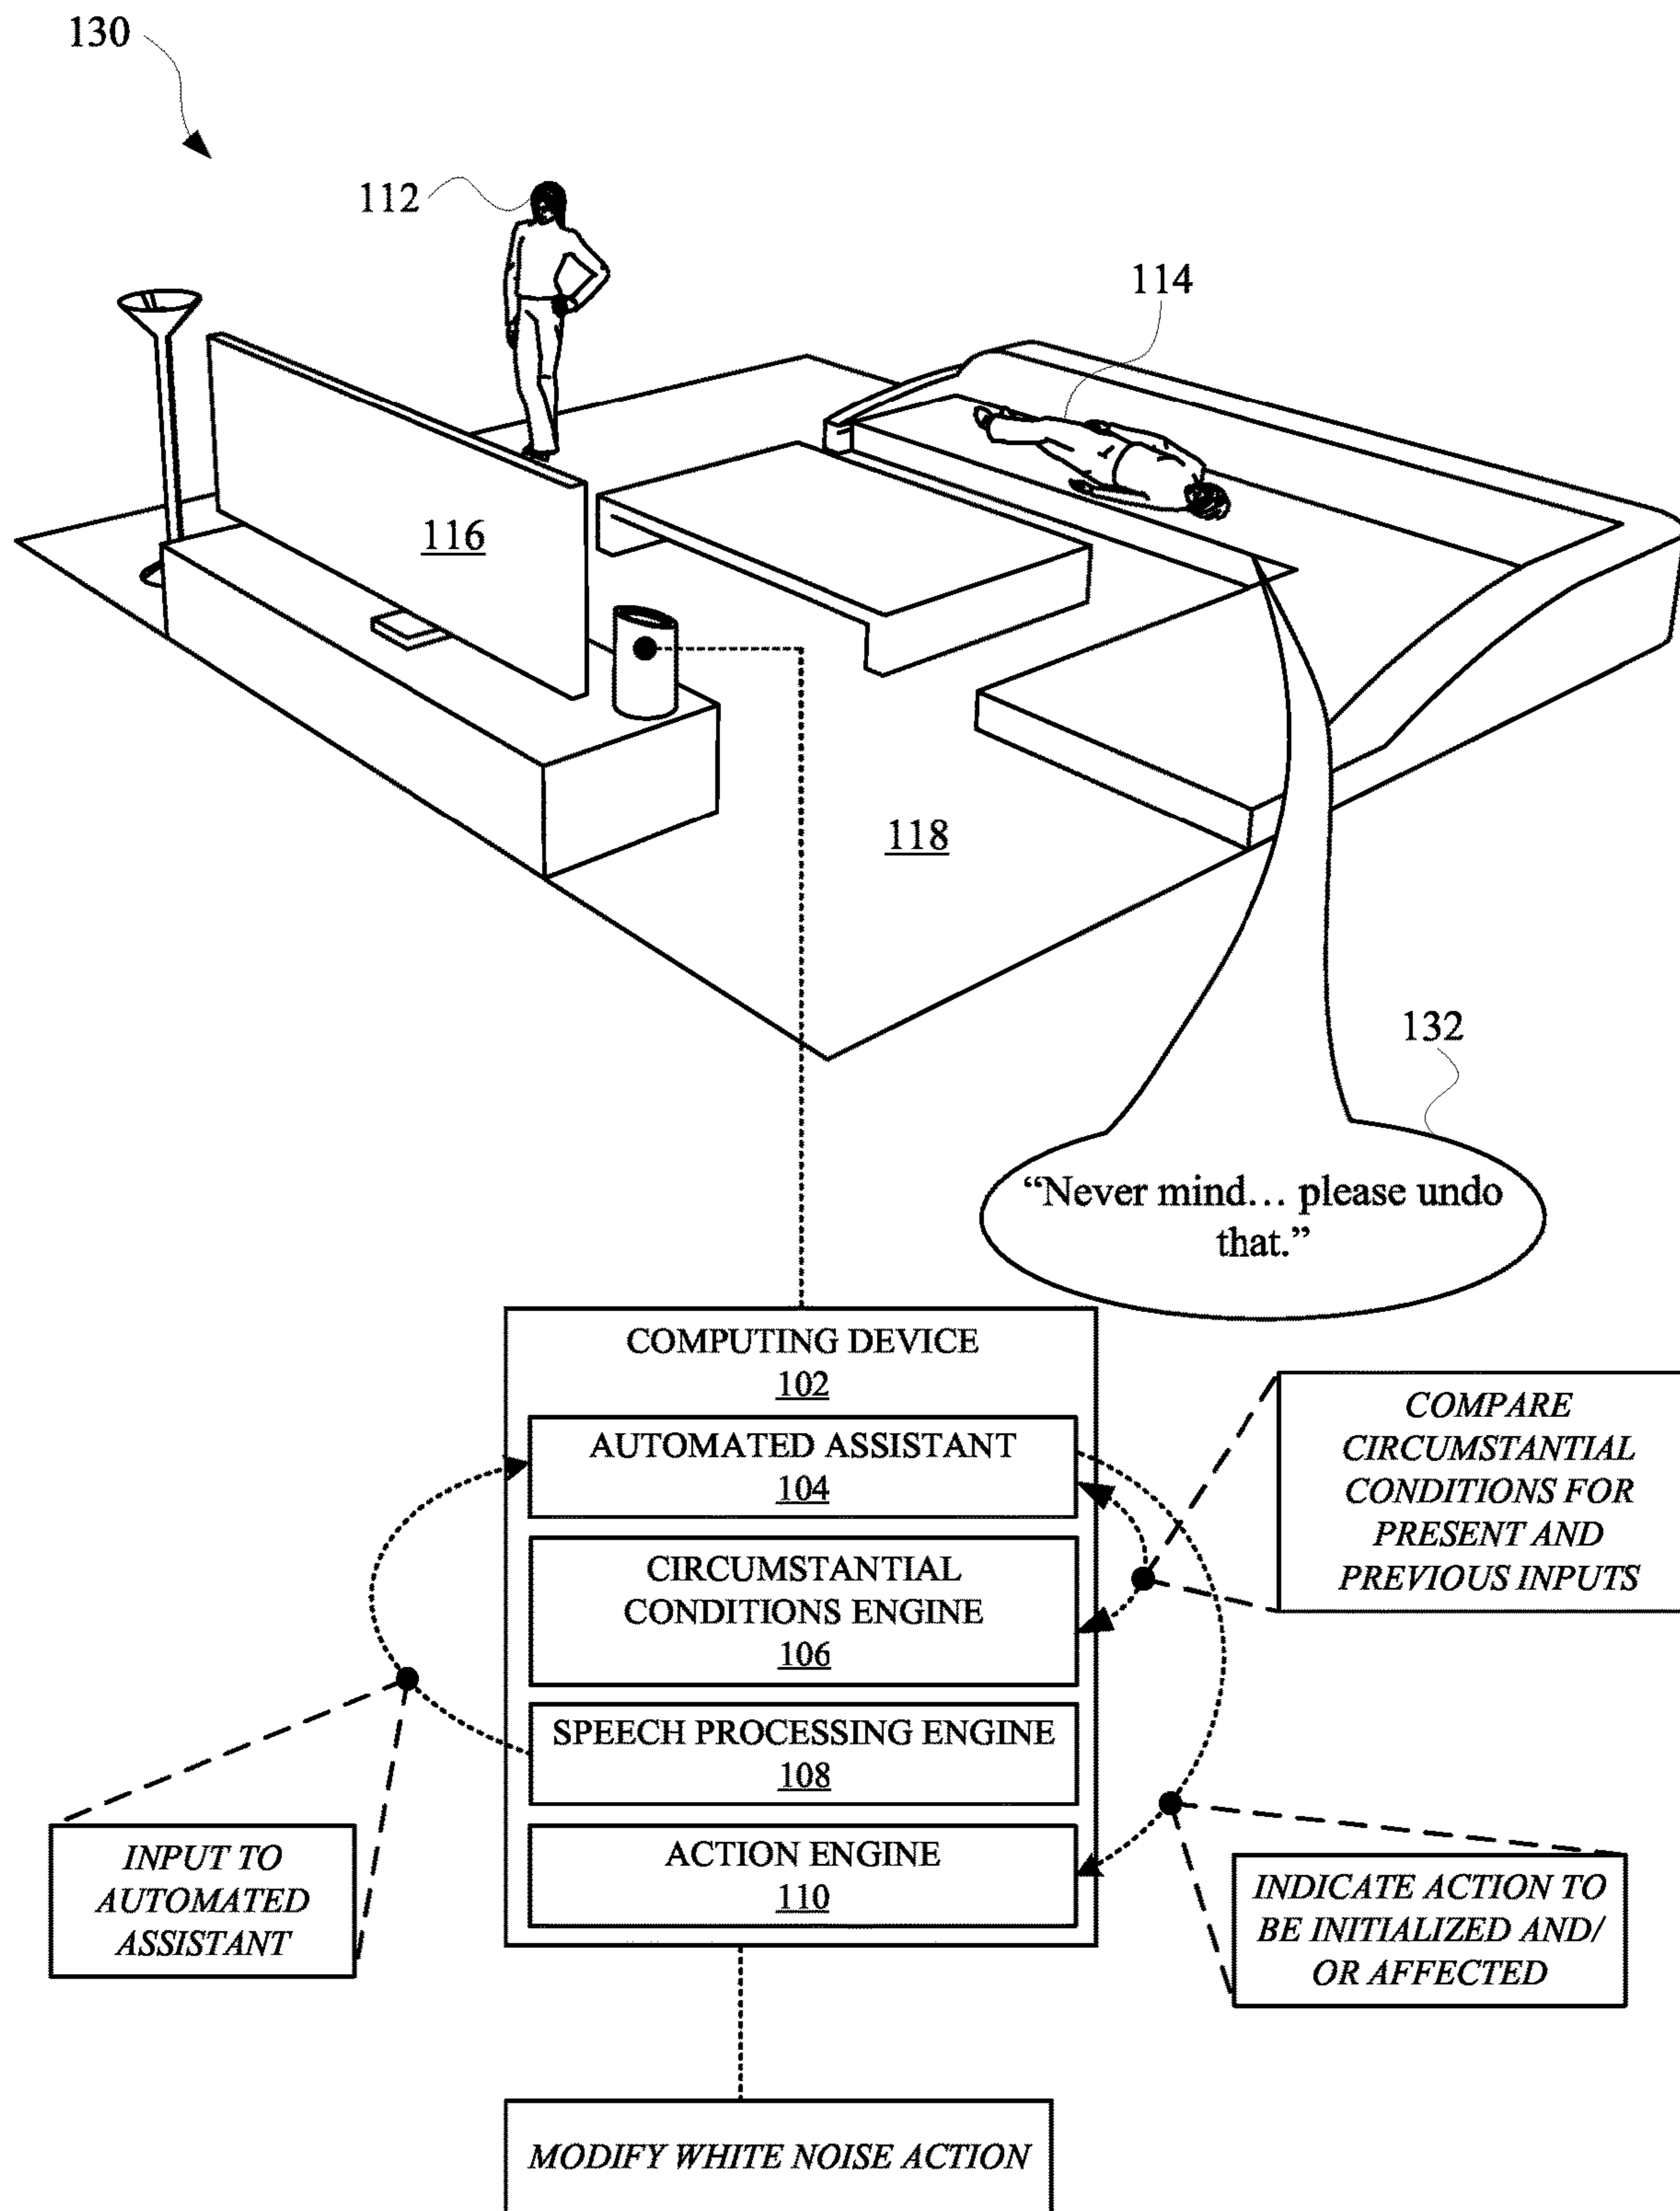 130
112
114
116
118
132
“Never mind… please undo
that.”
COMPUTING DEVICE
102
AUTOMATED ASSISTANT
104
CIRCUMSTANTIAL
CONDITIONS ENGINE
106
SPEECH PROCESSING ENGINE
108
ACTION ENGINE
110
COMPARE
CIRCUMSTANTIAL
CONDITIONS FOR
PRESENT AND
PREVIOUS INPUTS
INPUT TO
AUTOMATED
ASSISTANT
INDICATE ACTION TO
BE INITIALIZED AND/
OR AFFECTED
MODIFY WHITE NOISE ACTION